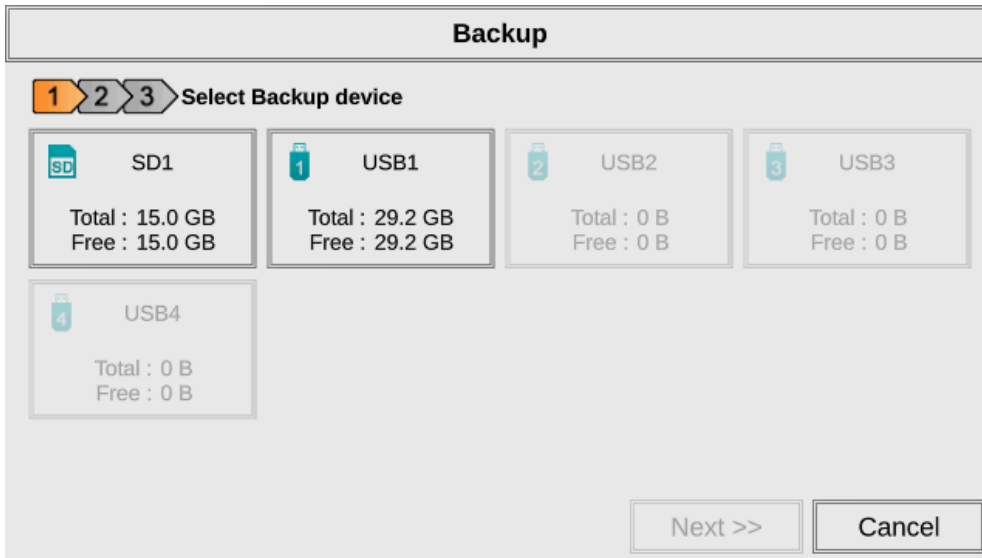 Backup
1 2 3 Select Backup device
SD SD1
Total : 15.0 GB
Free : 15.0 GB
1 USB1
Total : 29.2 GB
Free : 29.2 GB
2 USB2
Total : 0 B
Free : 0 B
3 USB3
Total : 0 B
Free : 0 B
4 USB4
Total : 0 B
Free : 0 B
Next >>
Cancel